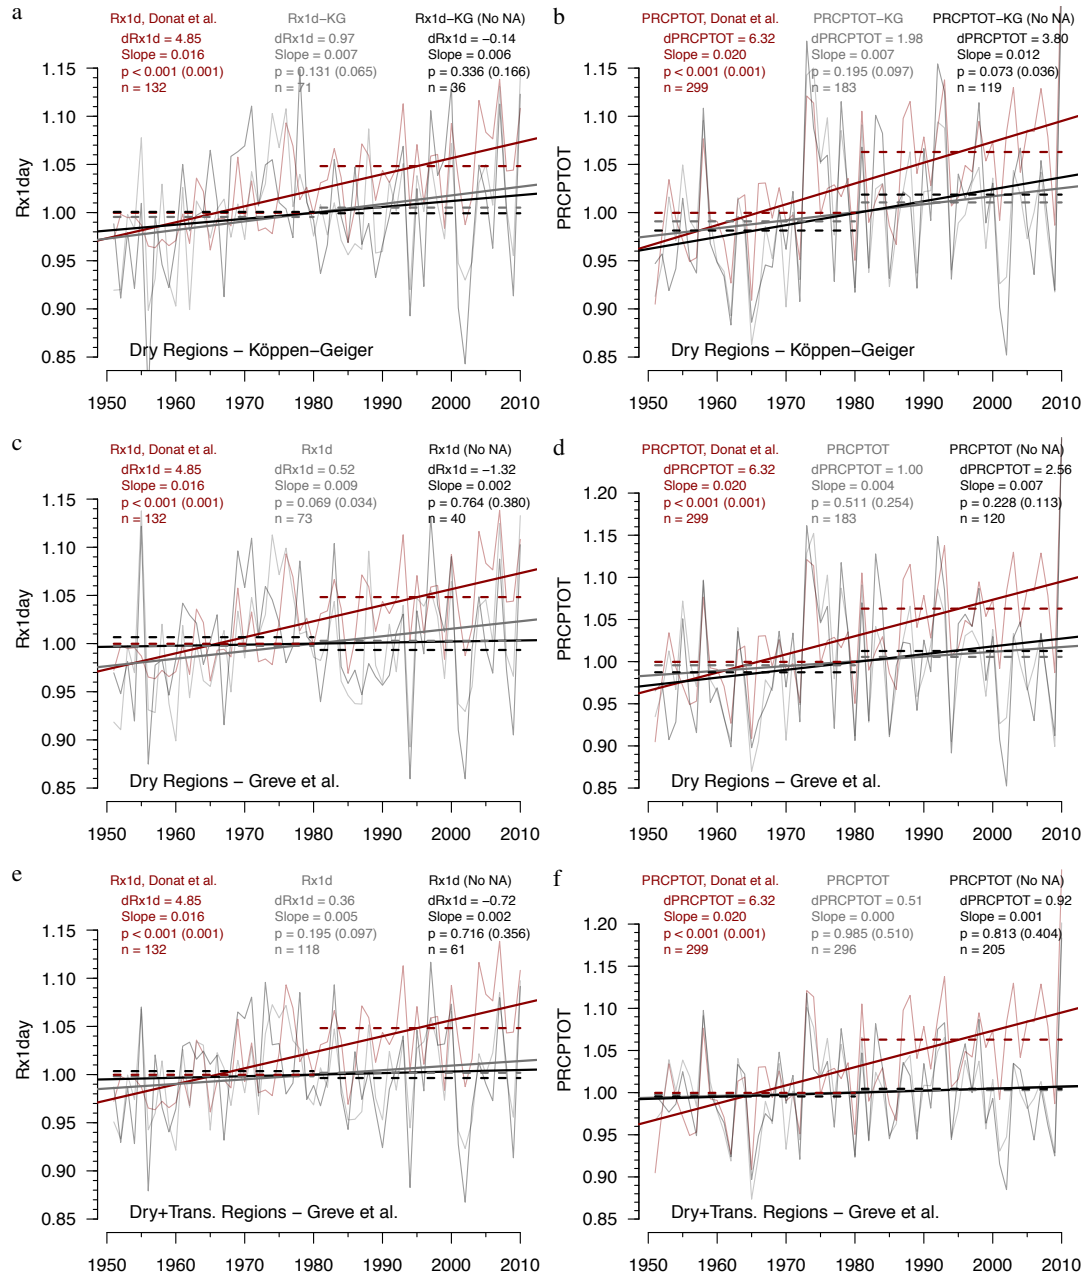 a
Rx1d, Donat et al.
dRx1d = 4.85
Slope = 0.016
p < 0.001 (0.001)
n = 132
Rx1d−KG
dRx1d = 0.97
Slope = 0.007
p = 0.131 (0.065)
n = 71
Rx1d−KG (No NA)
dRx1d = −0.14
Slope = 0.006
p = 0.336 (0.166)
n = 36
Rx1day
1.15
1.10
1.05
1.00
0.95
0.90
0.85
Dry Regions − Köppen−Geiger
1950 1960 1970 1980 1990 2000 2010
b
PRCPTOT, Donat et al.
dPRCPTOT = 6.32
Slope = 0.020
p < 0.001 (0.001)
n = 299
PRCPTOT−KG
dPRCPTOT = 1.98
Slope = 0.007
p = 0.195 (0.097)
n = 183
PRCPTOT−KG (No NA)
dPRCPTOT = 3.80
Slope = 0.012
p = 0.073 (0.036)
n = 119
PRCPTOT
1.15
1.10
1.05
1.00
0.95
0.90
0.85
Dry Regions − Köppen−Geiger
1950 1960 1970 1980 1990 2000 2010
c
Rx1d, Donat et al.
dRx1d = 4.85
Slope = 0.016
p < 0.001 (0.001)
n = 132
Rx1d
dRx1d = 0.52
Slope = 0.009
p = 0.069 (0.034)
n = 73
Rx1d (No NA)
dRx1d = −1.32
Slope = 0.002
p = 0.764 (0.380)
n = 40
Rx1day
1.15
1.10
1.05
1.00
0.95
0.90
0.85
Dry Regions − Greve et al.
1950 1960 1970 1980 1990 2000 2010
d
PRCPTOT, Donat et al.
dPRCPTOT = 6.32
Slope = 0.020
p < 0.001 (0.001)
n = 299
PRCPTOT
dPRCPTOT = 1.00
Slope = 0.004
p = 0.511 (0.254)
n = 183
PRCPTOT (No NA)
dPRCPTOT = 2.56
Slope = 0.007
p = 0.228 (0.113)
n = 120
PRCPTOT
1.20
1.15
1.10
1.05
1.00
0.95
0.90
0.85
Dry Regions − Greve et al.
1950 1960 1970 1980 1990 2000 2010
e
Rx1d, Donat et al.
dRx1d = 4.85
Slope = 0.016
p < 0.001 (0.001)
n = 132
Rx1d
dRx1d = 0.36
Slope = 0.005
p = 0.195 (0.097)
n = 118
Rx1d (No NA)
dRx1d = −0.72
Slope = 0.002
p = 0.716 (0.356)
n = 61
Rx1day
1.15
1.10
1.05
1.00
0.95
0.90
0.85
Dry+Trans. Regions − Greve et al.
1950 1960 1970 1980 1990 2000 2010
f
PRCPTOT, Donat et al.
dPRCPTOT = 6.32
Slope = 0.020
p < 0.001 (0.001)
n = 299
PRCPTOT
dPRCPTOT = 0.51
Slope = 0.000
p = 0.985 (0.510)
n = 296
PRCPTOT (No NA)
dPRCPTOT = 0.92
Slope = 0.001
p = 0.813 (0.404)
n = 205
PRCPTOT
1.20
1.15
1.10
1.05
1.00
0.95
0.90
0.85
Dry+Trans. Regions − Greve et al.
1950 1960 1970 1980 1990 2000 2010